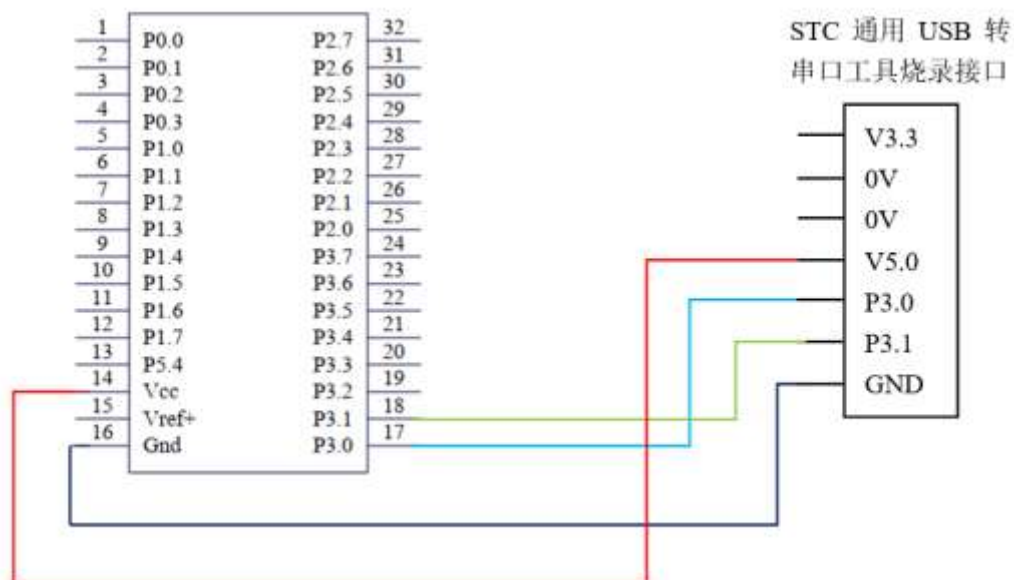 1 P0.0 P2.7 32
2 P0.1 P2.6 31
3 P0.2 P2.5 30
4 P0.3 P2.4 29
5 P1.0 P2.3 28
6 P1.1 P2.2 27
7 P1.2 P2.1 26
8 P1.3 P2.0 25
9 P1.4 P3.7 24
10 P1.5 P3.6 23
11 P1.6 P3.5 22
12 P1.7 P3.4 21
13 P5.4 P3.3 20
14 Vcc P3.2 19
15 Vref+ P3.1 18
16 Gnd P3.0 17
STC 通用 USB 转
串口工具烧录接口
V3.3
0V
0V
V5.0
P3.0
P3.1
GND